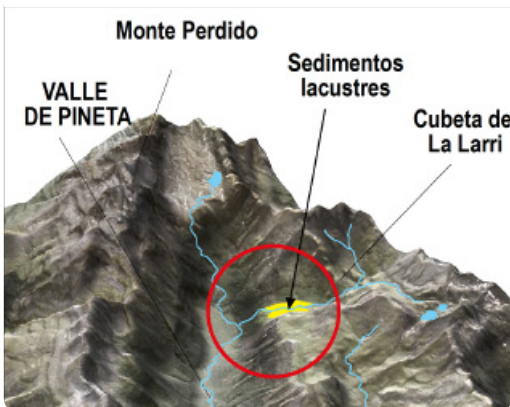 Monte Perdido
VALLE
DE PINETA
Sedimentos
lacustres
Cubeta de
La Larri